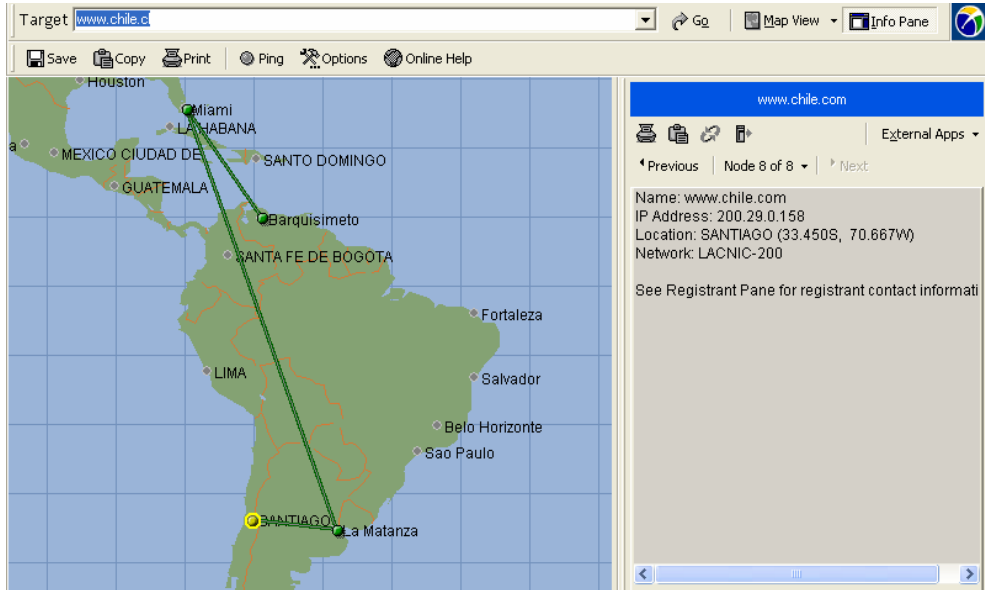 Target www.chile.cl
Go
Map View
Info Pane
Save
Copy
Print
Ping
Options
Online Help
Houston
Miami
LA HABANA
a
MEXICO CIUDAD DE
SANTO DOMINGO
GUATEMALA
Barquisimeto
SANTA FE DE BOGOTA
Fortaleza
LIMA
Salvador
Belo Horizonte
Sao Paulo
SANTIAGO
La Matanza
www.chile.com
External Apps
Previous
Node 8 of 8
Next
Name: www.chile.com
IP Address: 200.29.0.158
Location: SANTIAGO (33.450S, 70.667W)
Network: LACNIC-200
See Registrant Pane for registrant contact informati